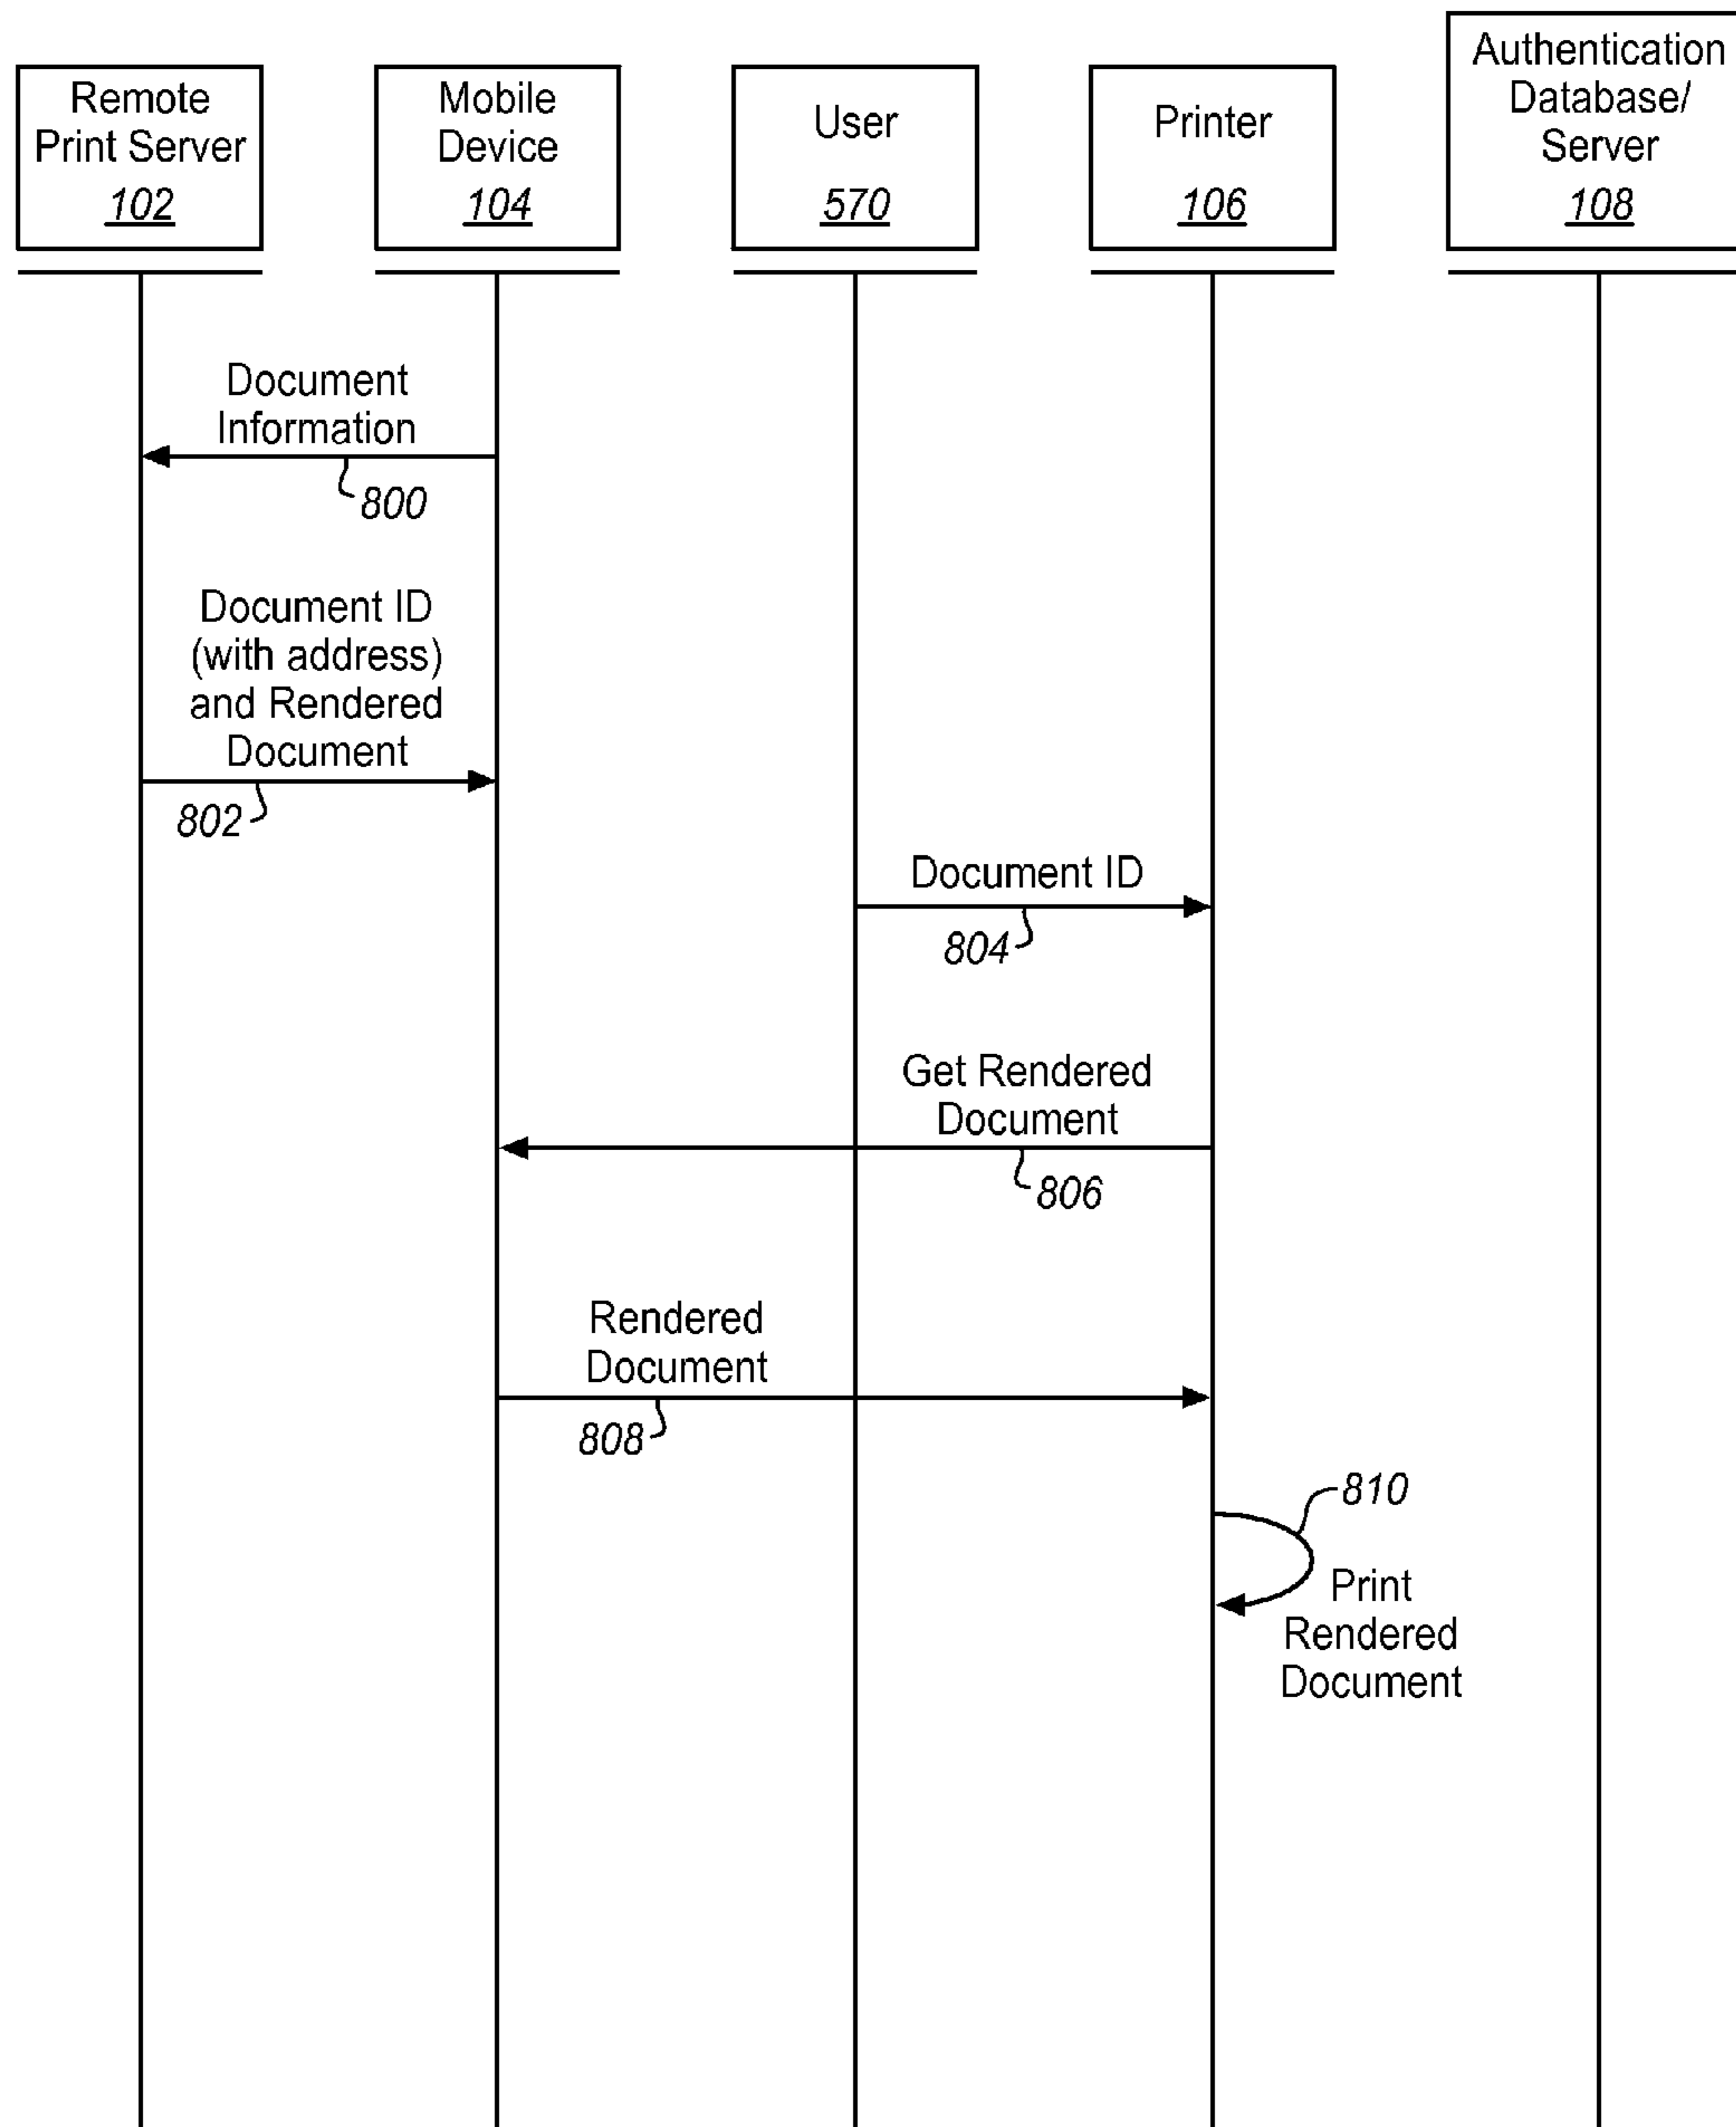 Remote
Print Server
102
Mobile
Device
104
User
570
Printer
106
Authentication
Database/
Server
108
Document
Information
800
Document ID
(with address)
and Rendered
Document
802
Document ID
804
Get Rendered
Document
806
Rendered
Document
808
810
Print
Rendered
Document